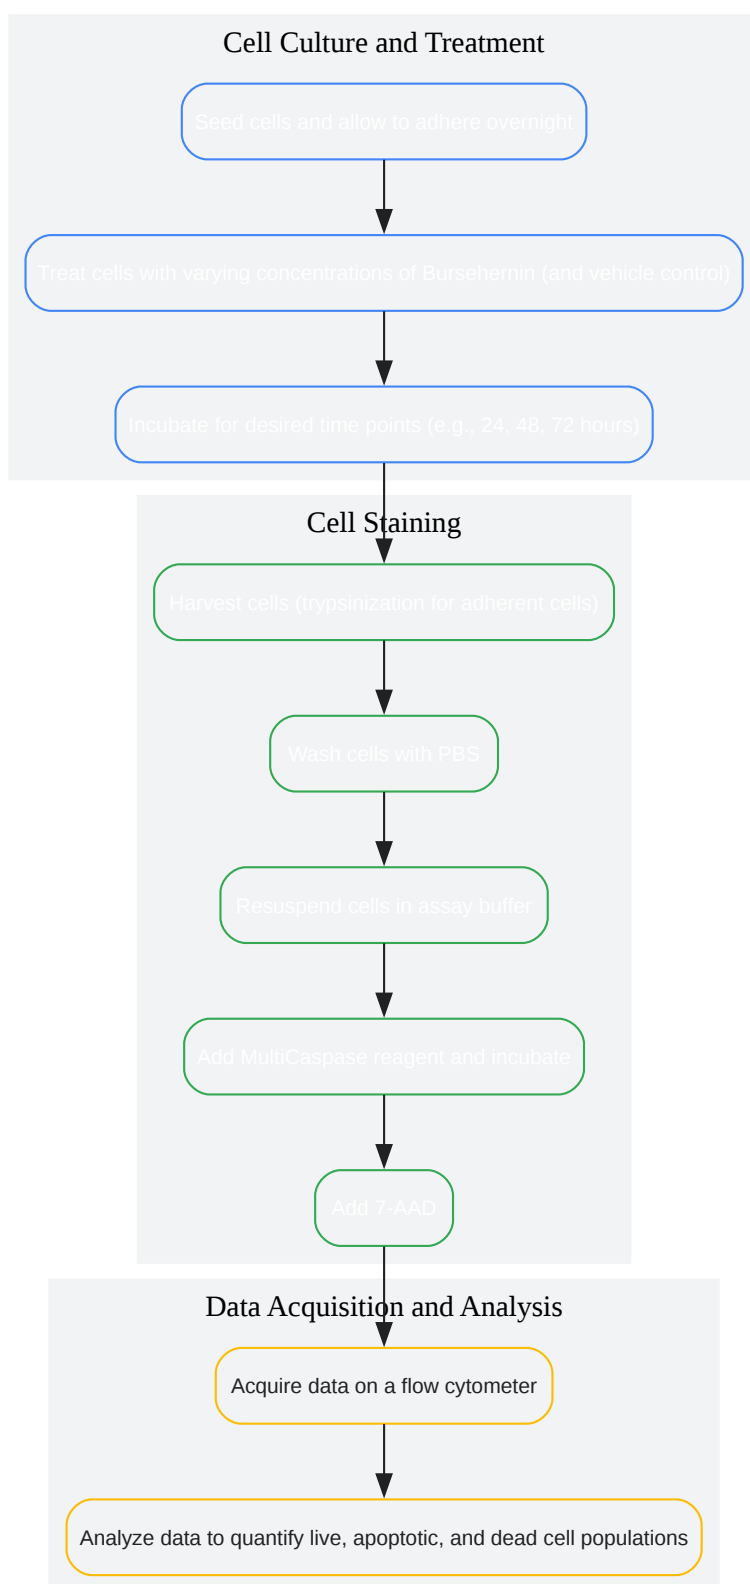 Cell Culture and Treatment
Seed cells and allow to adhere overnight
Treat cells with varying concentrations of Bursehernin (and vehicle control)
Incubate for desired time points (e.g., 24, 48, 72 hours)
Cell Staining
Harvest cells (trypsinization for adherent cells)
Wash cells with PBS
Resuspend cells in assay buffer
Add MultiCaspase reagent and incubate
Add 7-AAD
Data Acquisition and Analysis
Acquire data on a flow cytometer
Analyze data to quantify live, apoptotic, and dead cell populations